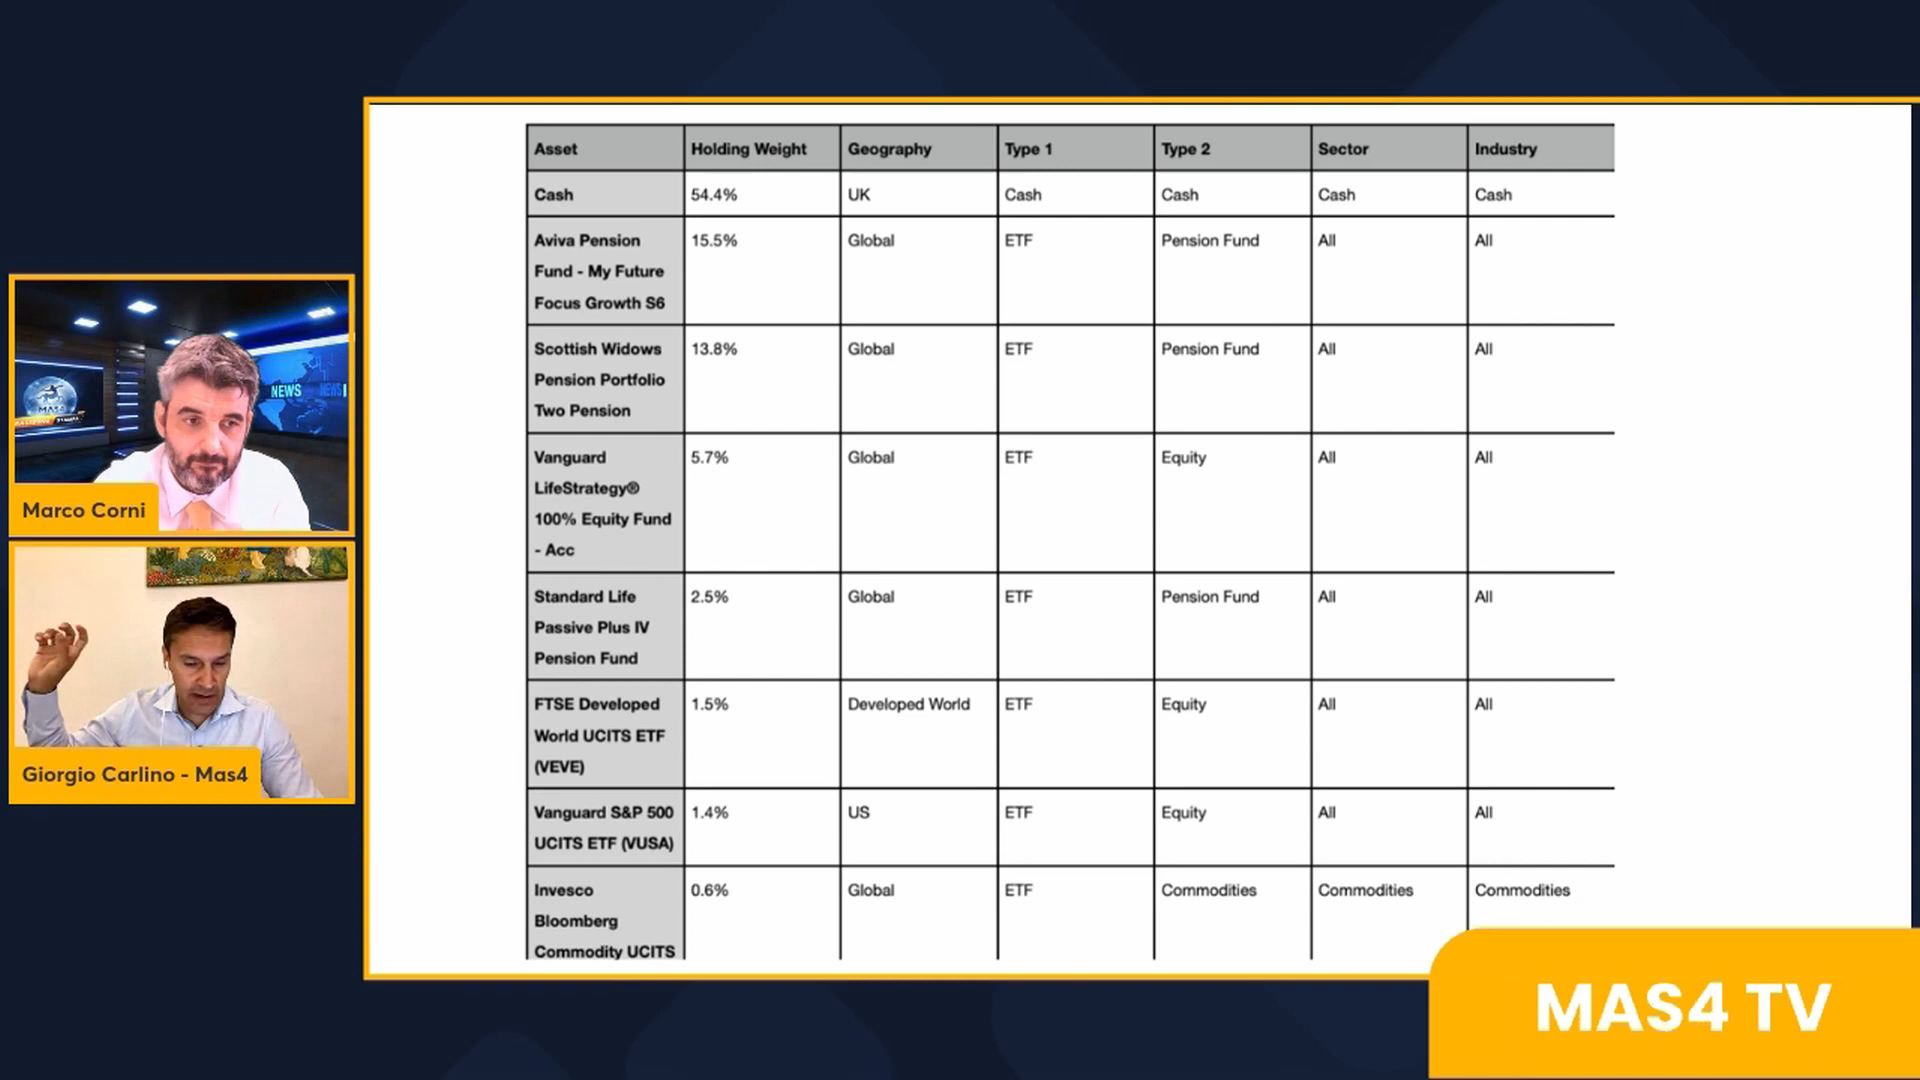 Asset Holding Weight Geography Type 1 Type 2 Sector Industry
Cash 54.4% UK Cash Cash Cash Cash
Aviva Pension 15.5% Global ETF Pension Fund All All
Fund - My Future
Focus Growth S6
Scottish Widows 13.8% Global ETF Pension Fund All All
Pension Portfolio
Two Pension
Vanguard 5.7% Global ETF Equity All All
LifeStrategy®
100% Equity Fund
- Acc
Standard Life 2.5% Global ETF Pension Fund All All
Passive Plus IV
Pension Fund
FTSE Developed 1.5% Developed World ETF Equity All All
World UCITS ETF
(VEVE)
Vanguard S&P 500 1.4% US ETF Equity All All
UCITS ETF (VUSA)
Invesco 0.6% Global ETF Commodities Commodities Commodities
Bloomberg
Commodity UCITS
NEWS
NEWS
MAS4
Marco Corni
Giorgio Carlino - Mas4
MAS4 TV